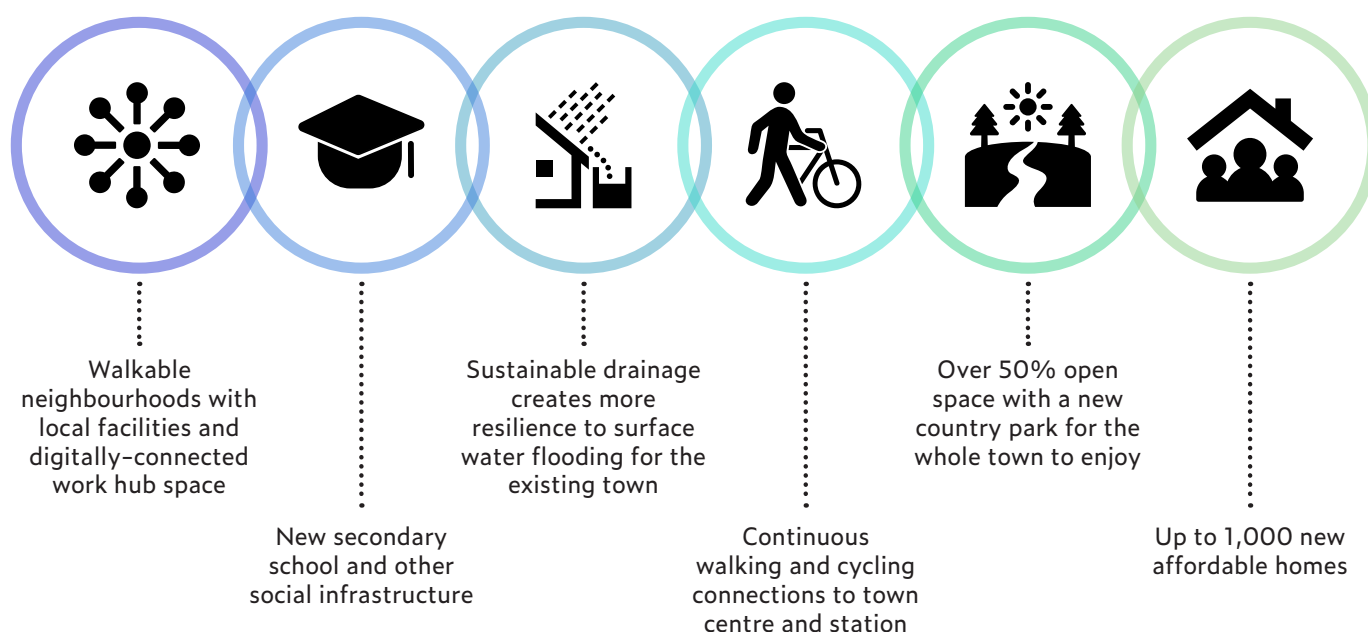 Walkable
neighbourhoods with
local facilities and
digitally-connected
work hub space
New secondary
school and other
social infrastructure
Sustainable drainage
creates more
resilience to surface
water flooding for the
existing town
Continuous
walking and cycling
connections to town
centre and station
Over 50% open
space with a new
country park for the
whole town to enjoy
Up to 1,000 new
affordable homes